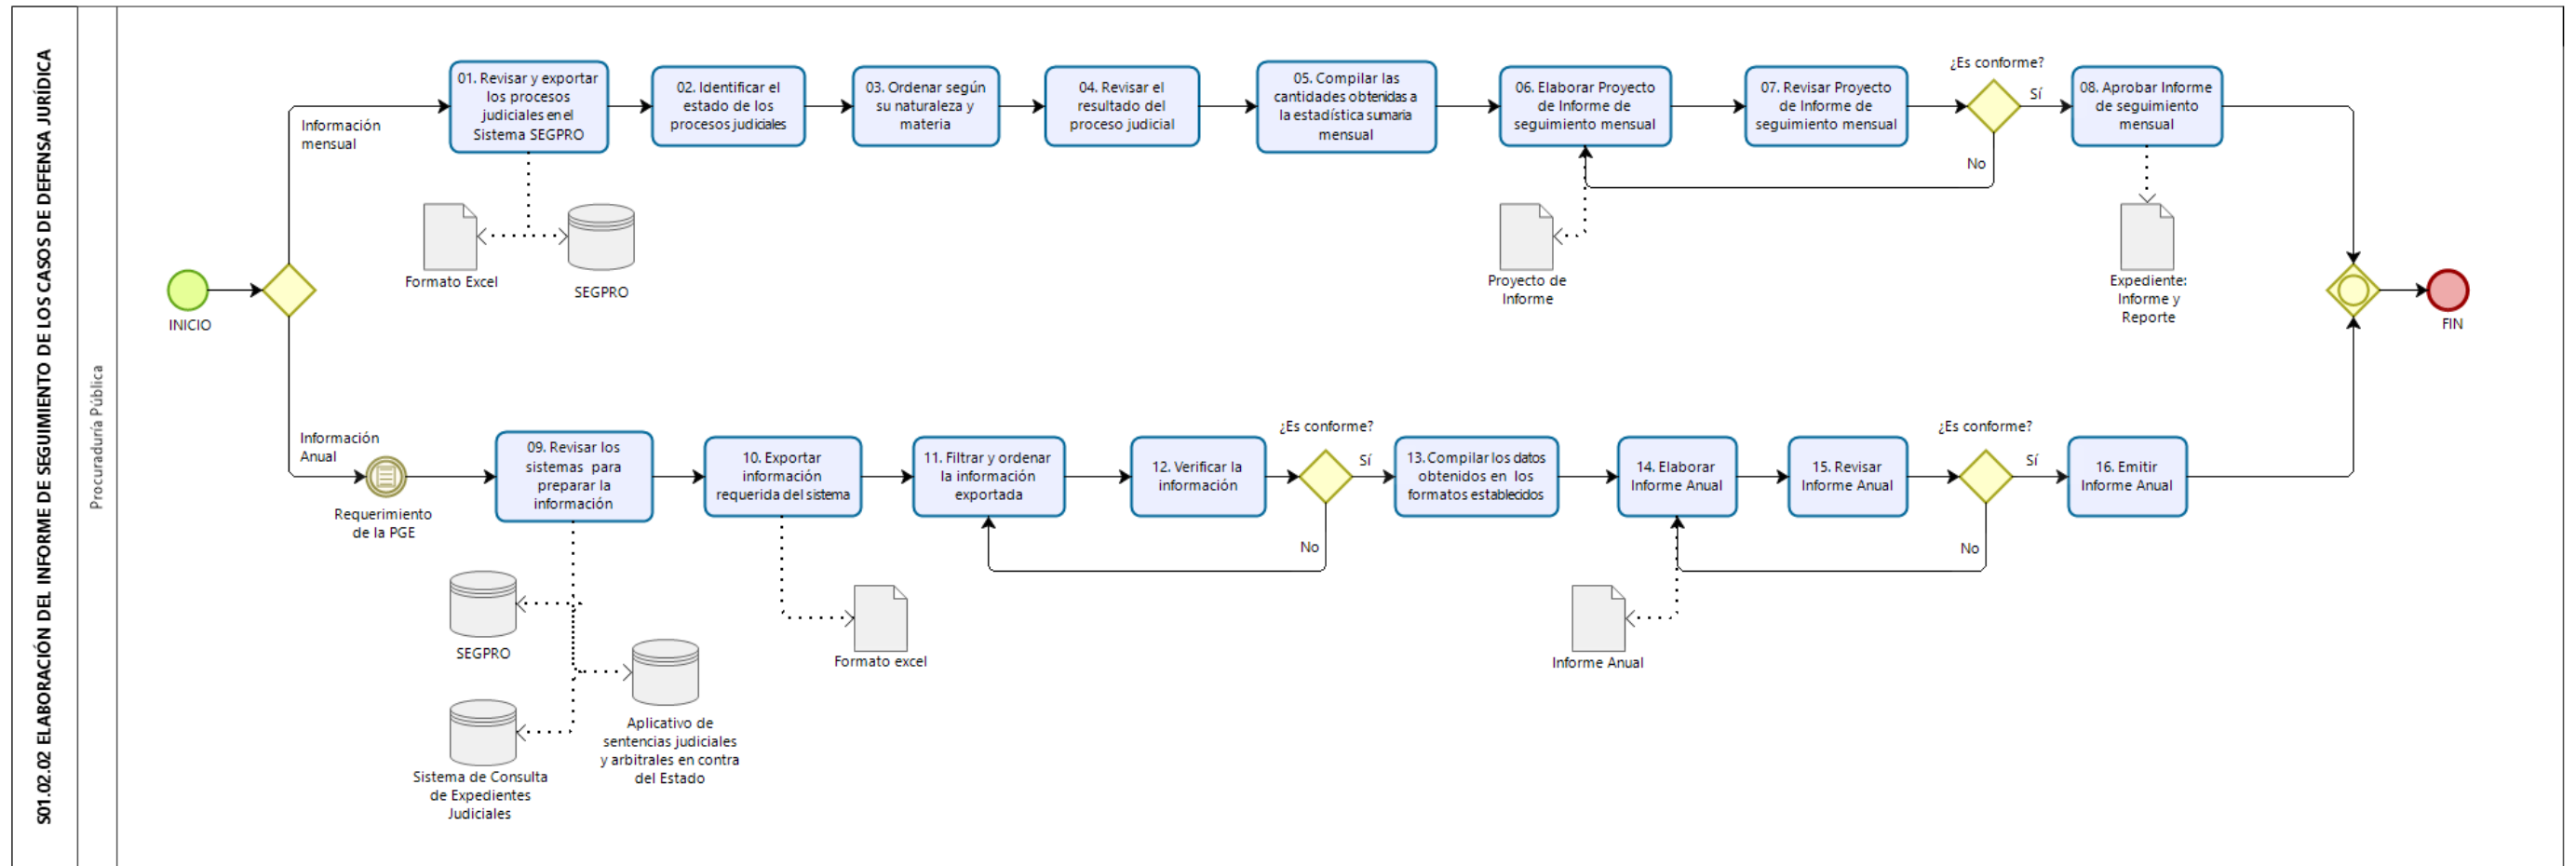 S01.02.02 ELABORACIÓN DEL INFORME DE SEGUIMIENTO DE LOS CASOS DE DEFENSA JURÍDICA
Procuraduría Pública
INICIO
Información
mensual
01. Revisar y exportar
los procesos
judiciales en el
Sistema SEGPRO
Formato Excel
SEGPRO
02. Identificar el
estado de los
procesos judiciales
03. Ordenar según
su naturaleza y
materia
04. Revisar el
resultado del
proceso judicial
05. Compilar las
cantidades obtenidas a
la estadística sumaria
mensual
06. Elaborar Proyecto
de Informe de
seguimiento mensual
Proyecto de
Informe
07. Revisar Proyecto
de Informe de
seguimiento mensual
¿Es conforme?
Sí
No
08. Aprobar Informe
de seguimiento
mensual
Expediente:
Informe y
Reporte
FIN
Información
Anual
Requerimiento
de la PGE
09. Revisar los
sistemas para
preparar la
información
SEGPRO
Sistema de Consulta
de Expedientes
Judiciales
Aplicativo de
sentencias judiciales
y arbitrales en contra
del Estado
10. Exportar
información
requerida del sistema
Formato excel
11. Filtrar y ordenar
la información
exportada
12. Verificar la
información
¿Es conforme?
Sí
No
13.Compilar los datos
obtenidos en los
formatos establecidos
14. Elaborar
Informe Anual
Informe Anual
15. Revisar
Informe Anual
¿Es conforme?
Sí
No
16. Emitir
Informe Anual